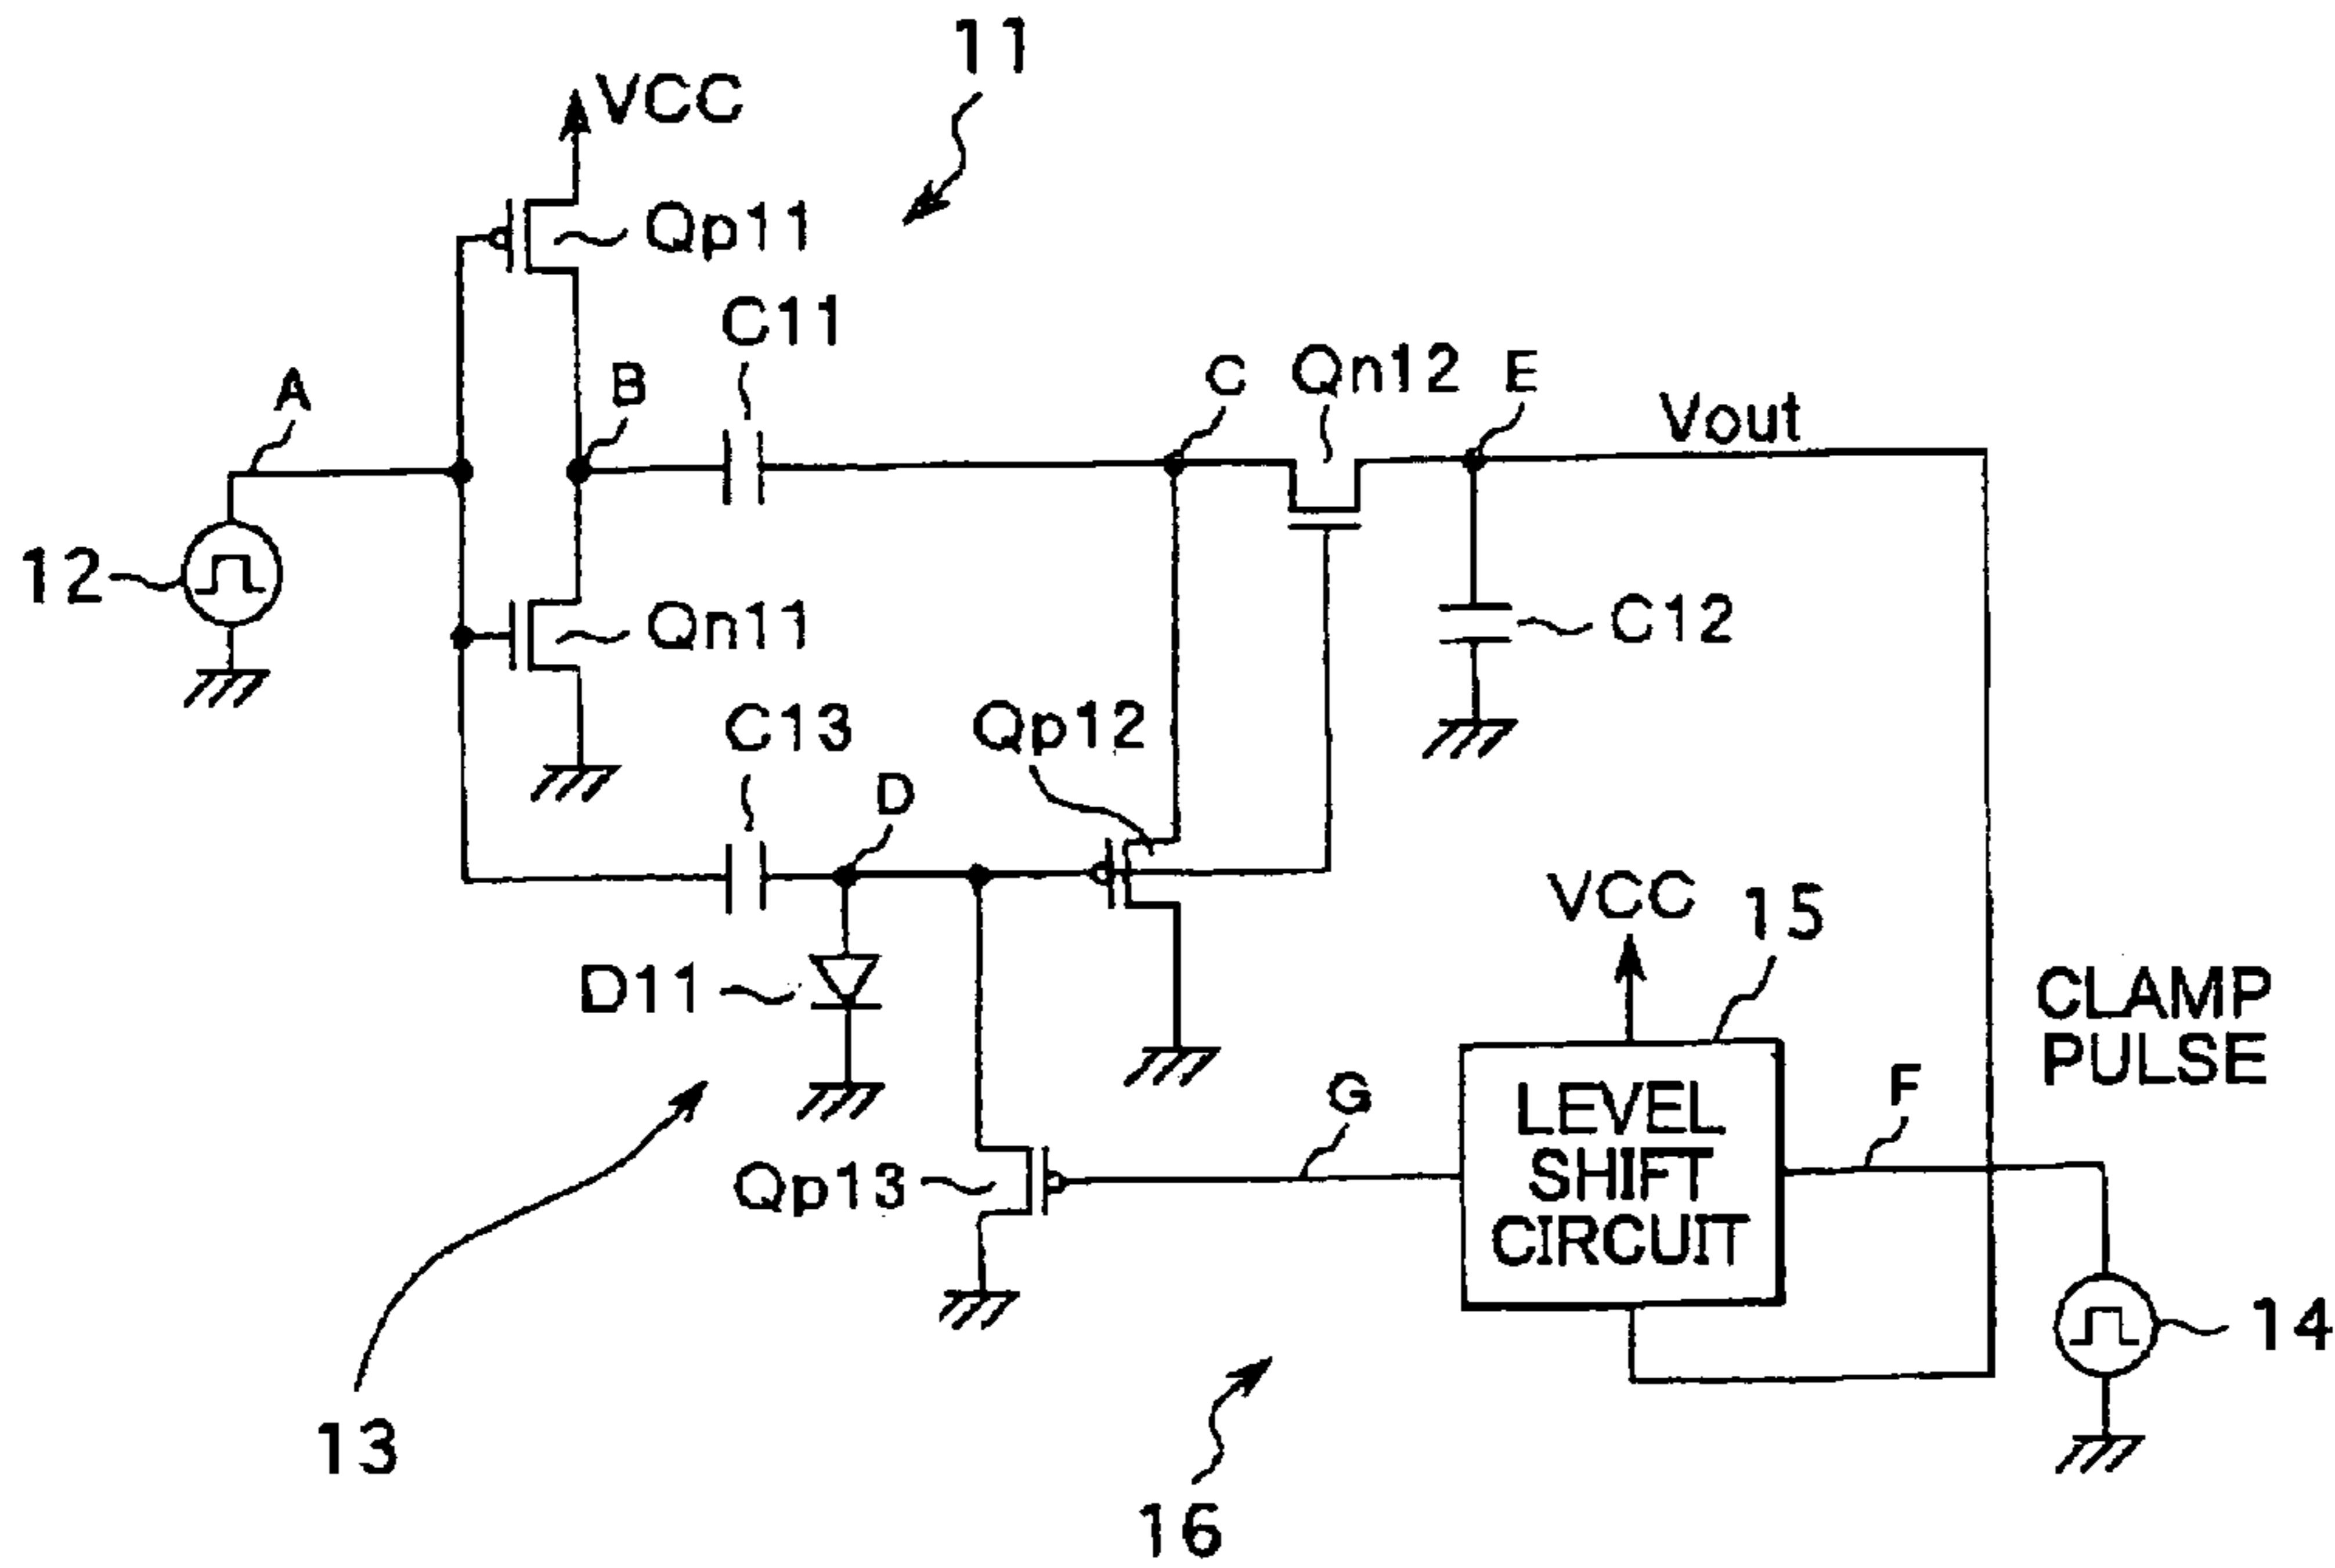 11
VCC
Qp11
C11
A
B
C
Qn12
E
Vout
12
Qn11
C12
C13
Qp12
D
VCC
15
D11
CLAMP
PULSE
G
LEVEL
SHIFT
CIRCUIT
F
Qp13
14
13
16